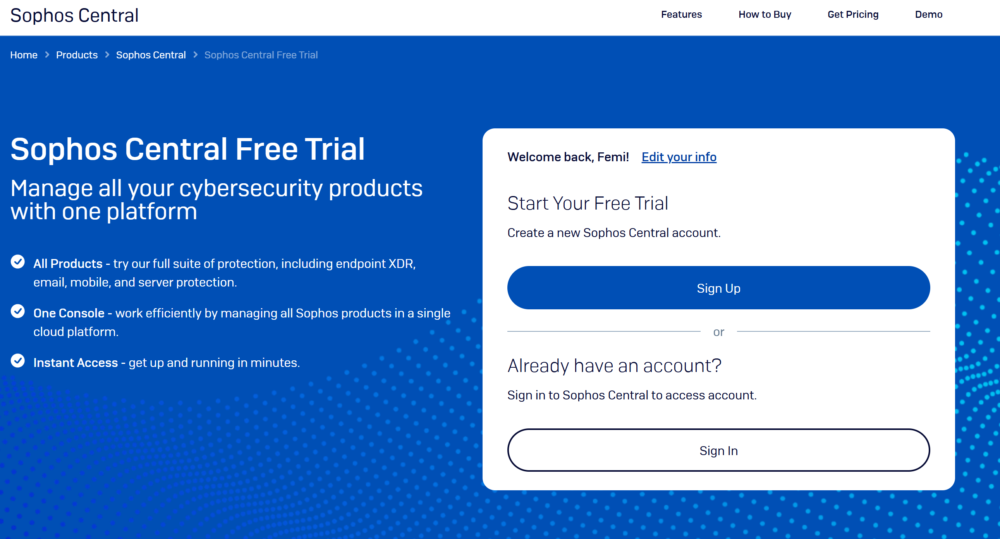 Sophos Central
Features
How to Buy
Get Pricing
Demo
Home
Products
Sophos Central
Sophos Central Free Trial
Sophos Central Free Trial
Manage all your cybersecurity products
with one platform
All Products - try our full suite of protection, including endpoint XDR,
email, mobile, and server protection.
One Console - work efficiently by managing all Sophos products in a single
cloud platform.
Instant Access - get up and running in minutes.
Welcome back, Femi! Edit your info
Start Your Free Trial
Create a new Sophos Central account.
Sign Up
or
Already have an account?
Sign in to Sophos Central to access account.
Sign In